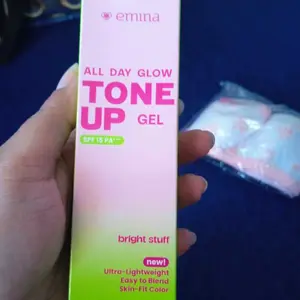 emina
ALL DAY GLOW
TONE
UP GEL
SPF 15 PA++
bright stuff
new!
Ultra-Lightweight
Easy to Blend
Skin-Fit Color